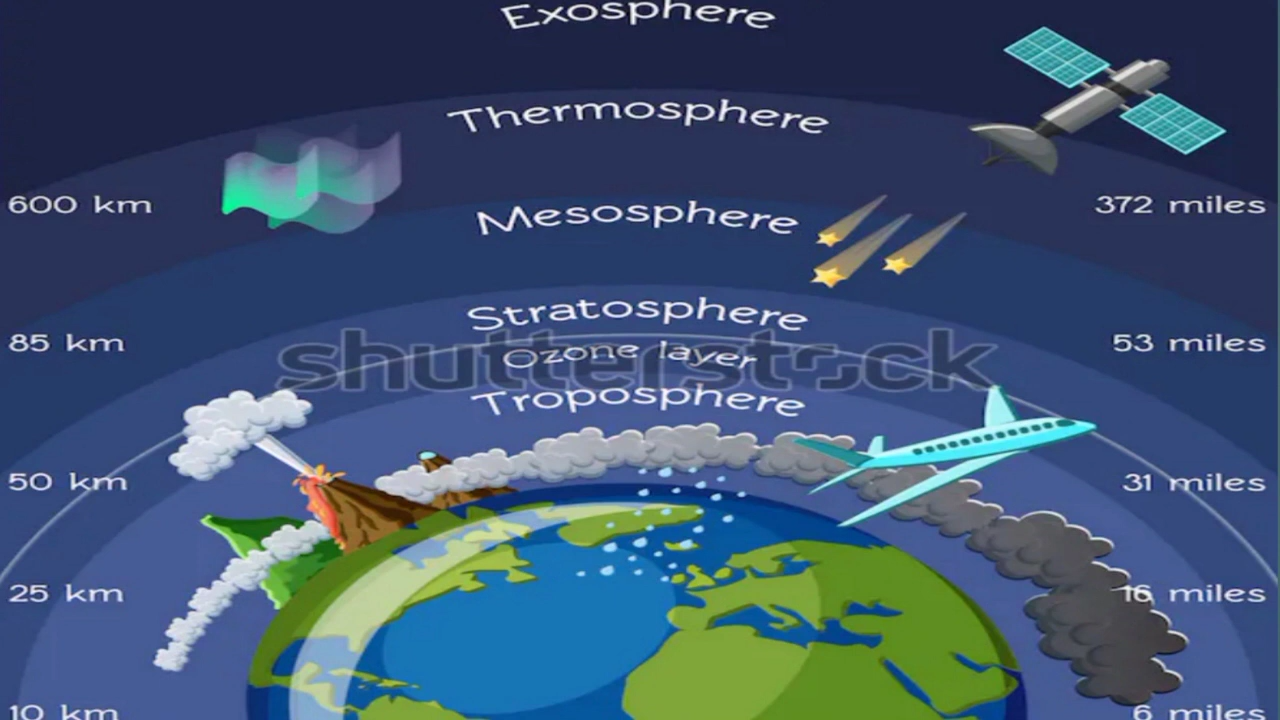 Exosphere
Thermosphere
600 km
372 miles
Mesosphere
Stratosphere
85 km
53 miles
shutterstock
Ozone layer
Troposphere
50 km
31 miles
25 km
16 miles
10 km
6 miles